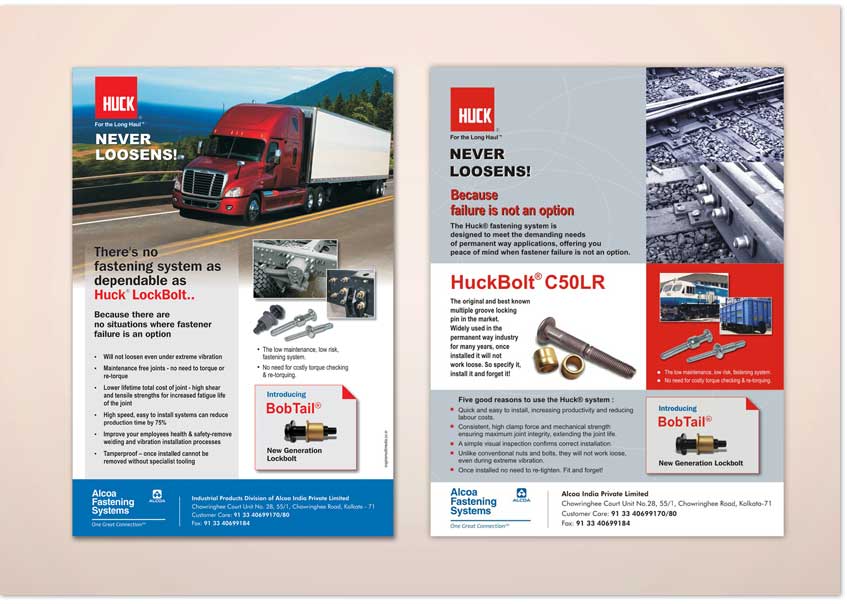 HUCK
®
For the Long Haul™
NEVER
LOOSENS!
There's no
fastening system as
dependable as
Huck® LockBolt..
Because there are
no situations where fastener
failure is an option
• Will not loosen even under extreme vibration
• Maintenance free joints - no need to torque or
re-torque
• Lower lifetime total cost of joint - high shear
and tensile strengths for increased fatigue life
of the joint
• High speed, easy to install systems can reduce
production time by 75%
• Improve your employees health & safety-remove
welding and vibration installation processes
• Tamperproof – once installed cannot be
removed without specialist tooling
• The low maintenance, low risk,
fastening system.
• No need for costly torque checking
& re-torquing.
Introducing
BobTail®
New Generation
Lockbolt
Alcoa
Fastening
Systems
ALCOA
One Great Connection℠
Industrial Products Division of Alcoa India Private Limited
Chowringhee Court Unit No. 28, 55/1, Chowringhee Road, Kolkata - 71
Customer Care: 91 33 40699170/80
Fax: 91 33 40699184
HUCK
®
For the Long Haul™
NEVER
LOOSENS!
Because
failure is not an option
The Huck® fastening system is
designed to meet the demanding needs
of permanent way applications, offering you
peace of mind when fastener failure is not an option.
HuckBolt® C50LR
The original and best known
multiple groove locking
pin in the market.
Widely used in the
permanent way industry
for many years, once
installed it will not
work loose. So specify it,
install it and forget it!
The low maintenance, low risk, fastening system.
No need for costly torque checking & re-torquing.
Five good reasons to use the Huck® system :
Quick and easy to install, increasing productivity and reducing
labour costs.
Consistent, high clamp force and mechanical strength
ensuring maximum joint integrity, extending the joint life.
A simple visual inspection confirms correct installation.
Unlike conventional nuts and bolts, they will not work loose,
even during extreme vibration.
Once installed no need to re-tighten. Fit and forget!
Introducing
BobTail®
New Generation Lockbolt
Alcoa
Fastening
Systems
ALCOA
One Great Connection℠
Alcoa India Private Limited
Chowringhee Court Unit No.28, 55/1, Chowringhee Road, Kolkata-71
Customer Care: 91 33 40699170/80
Fax: 91 33 40699184